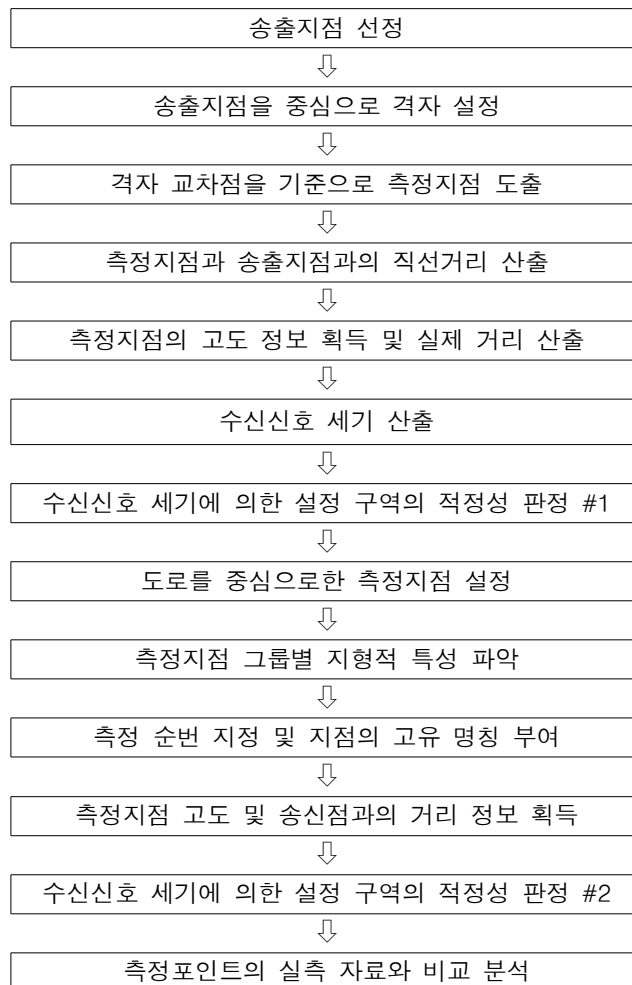 송출지점 선정
송출지점을 중심으로 격자 설정
격자 교차점을 기준으로 측정지점 도출
측정지점과 송출지점과의 직선거리 산출
측정지점의 고도 정보 획득 및 실제 거리 산출
수신신호 세기 산출
수신신호 세기에 의한 설정 구역의 적정성 판정 #1
도로를 중심으로한 측정지점 설정
측정지점 그룹별 지형적 특성 파악
측정 순번 지정 및 지점의 고유 명칭 부여
측정지점 고도 및 송신점과의 거리 정보 획득
수신신호 세기에 의한 설정 구역의 적정성 판정 #2
측정포인트의 실측 자료와 비교 분석